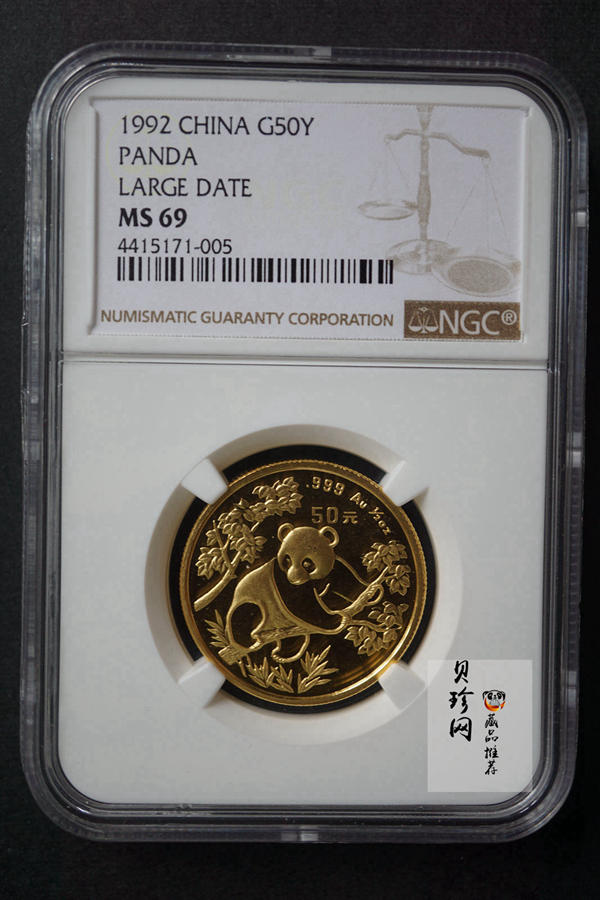 1992 CHINA G50Y
PANDA
LARGE DATE
MS 69
4415171-005
NUMISMATIC GUARANTY CORPORATION
NGC®
.999 Au ½oz
50元
贝珍网
藏品
推荐